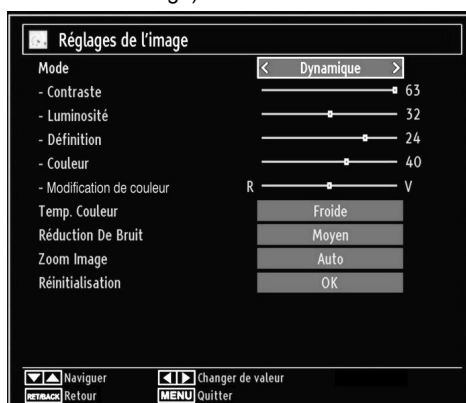 Réglages de l'image
Mode < Dynamique >
- Contraste 63
- Luminosité 32
- Définition 24
- Couleur 40
- Modification de couleur R V
Temp. Couleur Froide
Réduction De Bruit Moyen
Zoom Image Auto
Réinitialisation OK
Naviguer Changer de valeur
RET/BACK Retour MENU Quitter